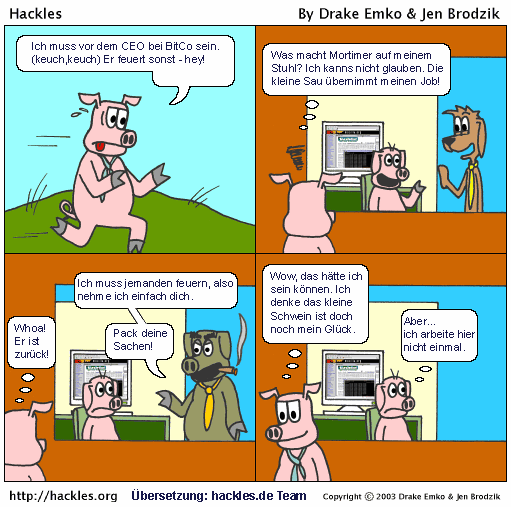 Hackles
By Drake Emko & Jen Brodzik
Ich muss vor dem CEO bei BitCo sein.
(keuch,keuch) Er feuert sonst - hey!
Was macht Mortimer auf meinem
Stuhl? Ich kanns nicht glauben. Die
kleine Sau übernimmt meinen Job!
Ich muss jemanden feuern, also
nehme ich einfach dich.
Whoa!
Er ist
zurück!
Pack deine
Sachen!
Wow, das hätte ich
sein können. Ich
denke das kleine
Schwein ist doch
noch mein Glück.
Aber...
ich arbeite hier
nicht einmal.
http://hackles.org
Übersetzung: hackles.de Team
Copyright © 2003 Drake Emko & Jen Brodzik